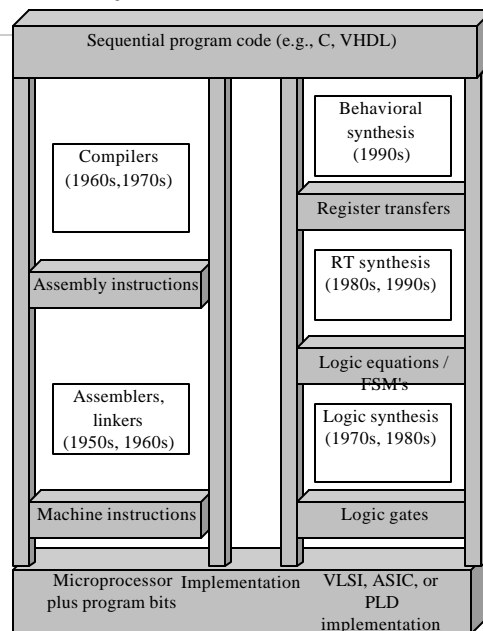 Sequential program code (e.g., C, VHDL)
Compilers
(1960s,1970s)
Assembly instructions
Assemblers,
linkers
(1950s, 1960s)
Machine instructions
Behavioral
synthesis
(1990s)
Register transfers
RT synthesis
(1980s, 1990s)
Logic equations /
FSM's
Logic synthesis
(1970s, 1980s)
Logic gates
Microprocessor
plus program bits
Implementation
VLSI, ASIC, or
PLD
implementation